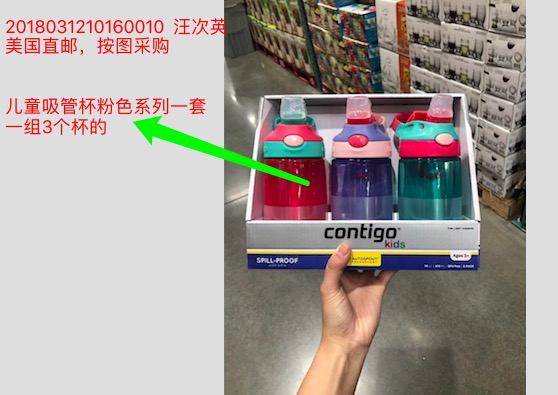 2018031210160010 汪次英
美国直邮，按图采购
儿童吸管杯粉色系列一套
一组3个杯的
contigo
kids
SPILL-PROOF
AUTOSPOUT
Ages 3+